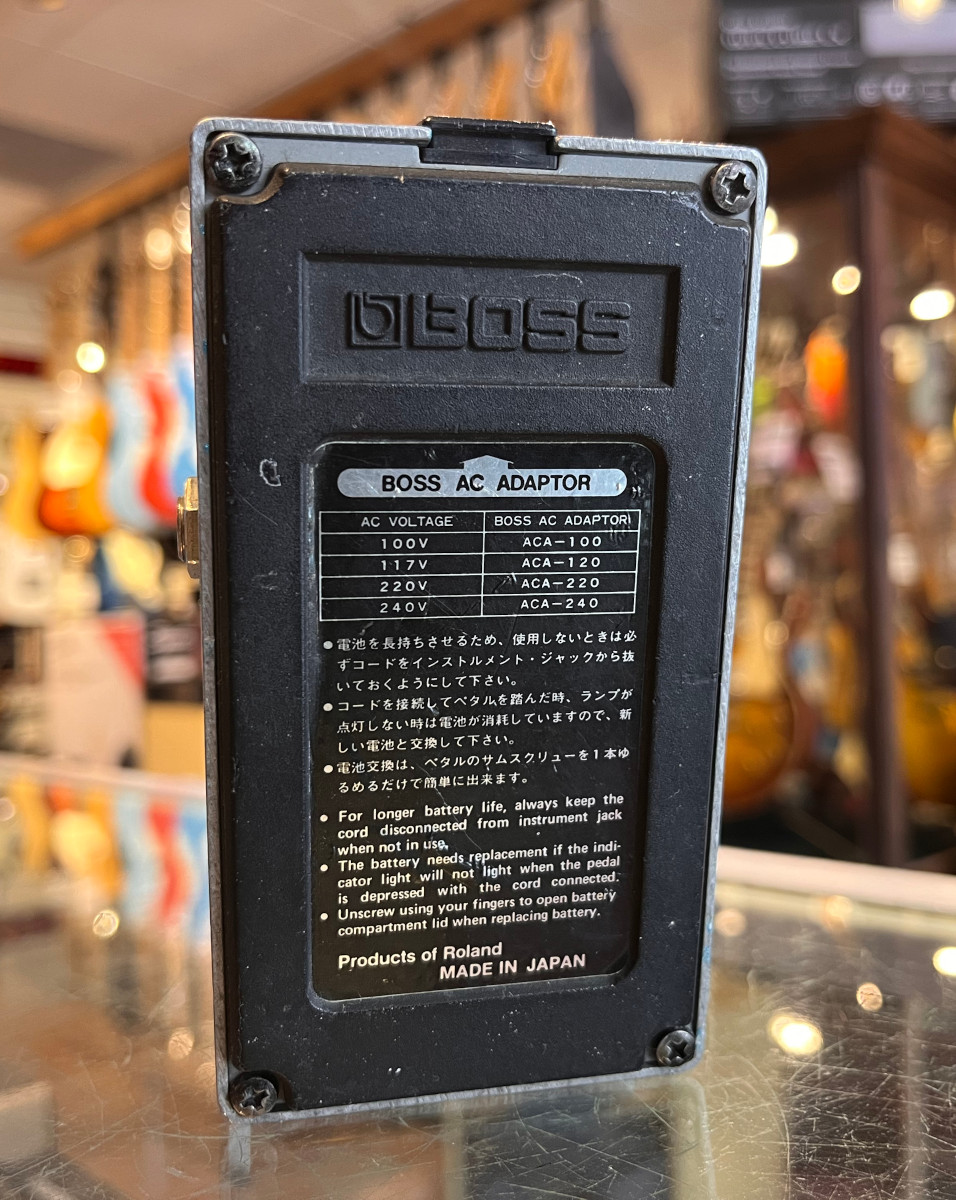 BOSS
BOSS AC ADAPTOR
AC VOLTAGE BOSS AC ADAPTOR
100V ACA-100
117V ACA-120
220V ACA-220
240V ACA-240
●電池を長持ちさせるため、使用しないときは必
ずコードをインストルメント・ジャックから抜
いておくようにして下さい。
●コードを接続してペタルを踏んだ時、ランプが
点灯しない時は電池が消耗していますので、新
しい電池と交換して下さい。
●電池交換は、ペタルのサムスクリューを1本ゆ
るめるだけで簡単に出来ます。
● For longer battery life, always keep the
cord disconnected from instrument jack
when not in use.
● The battery needs replacement if the indi-
cator light will not light when the pedal
is depressed with the cord connected.
● Unscrew using your fingers to open battery
compartment lid when replacing battery.
Products of Roland
MADE IN JAPAN